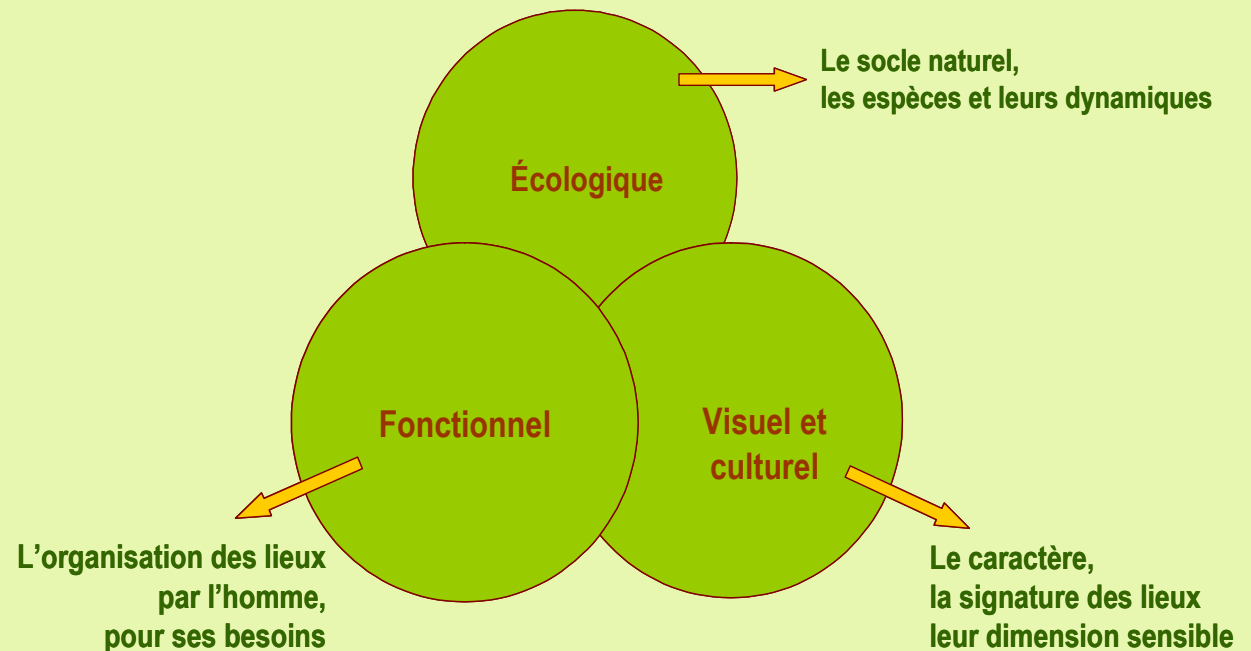 Le socle naturel,
les espèces et leurs dynamiques
Écologique
Fonctionnel
Visuel et
culturel
L’organisation des lieux
par l’homme,
pour ses besoins
Le caractère,
la signature des lieux
leur dimension sensible